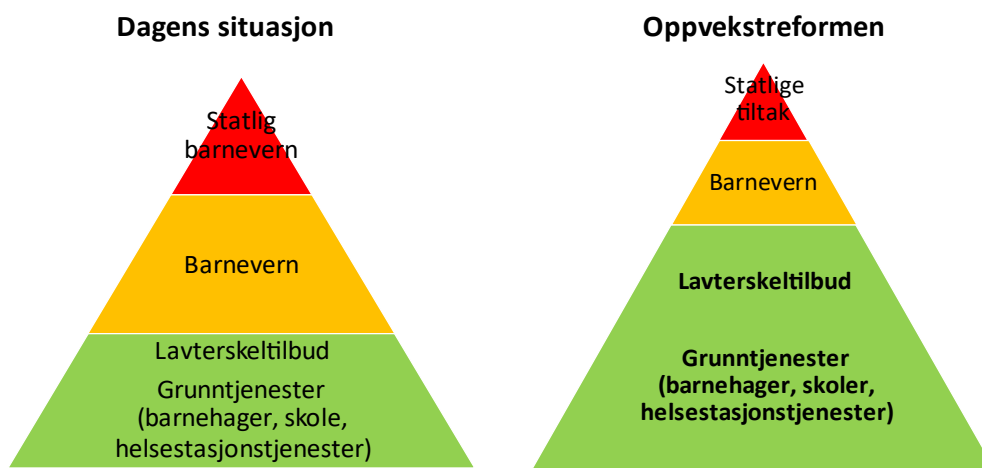 Dagens situasjon
Statlig
barnevern
Barnevern
Lavterskeltilbud
Grunntjenester
(barnehager, skole,
helsestasjonstjenester)
Oppvekstreformen
Statlige
tiltak
Barnevern
Lavterskeltilbud
Grunntjenester
(barnehager, skoler,
helsestasjonstjenester)